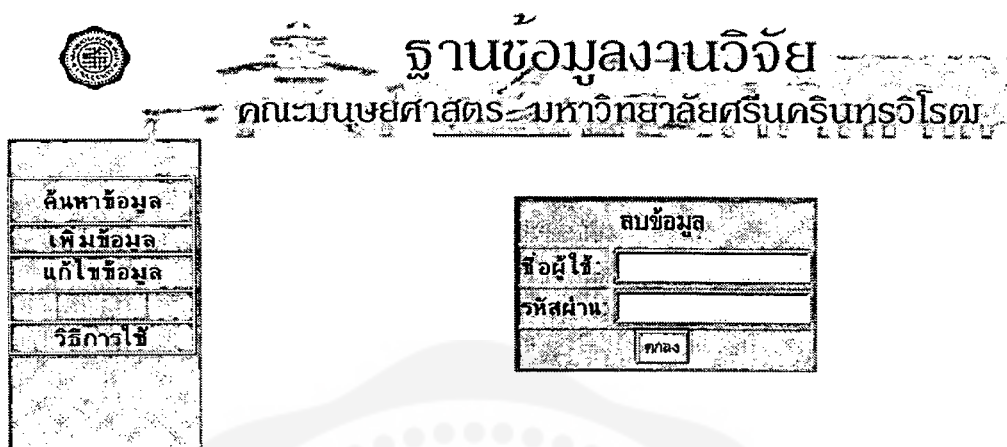 ฐานข้อมูลงานวิจัย
คณะมนุษยศาสตร์ มหาวิทยาลัยศรีนครินทรวิโรฒ
ค้นหาข้อมูล
เพิ่มข้อมูล
แก้ไขข้อมูล
วิธีการใช้
ลบข้อมูล
ชื่อผู้ใช้:
รหัสผ่าน:
ตกลง